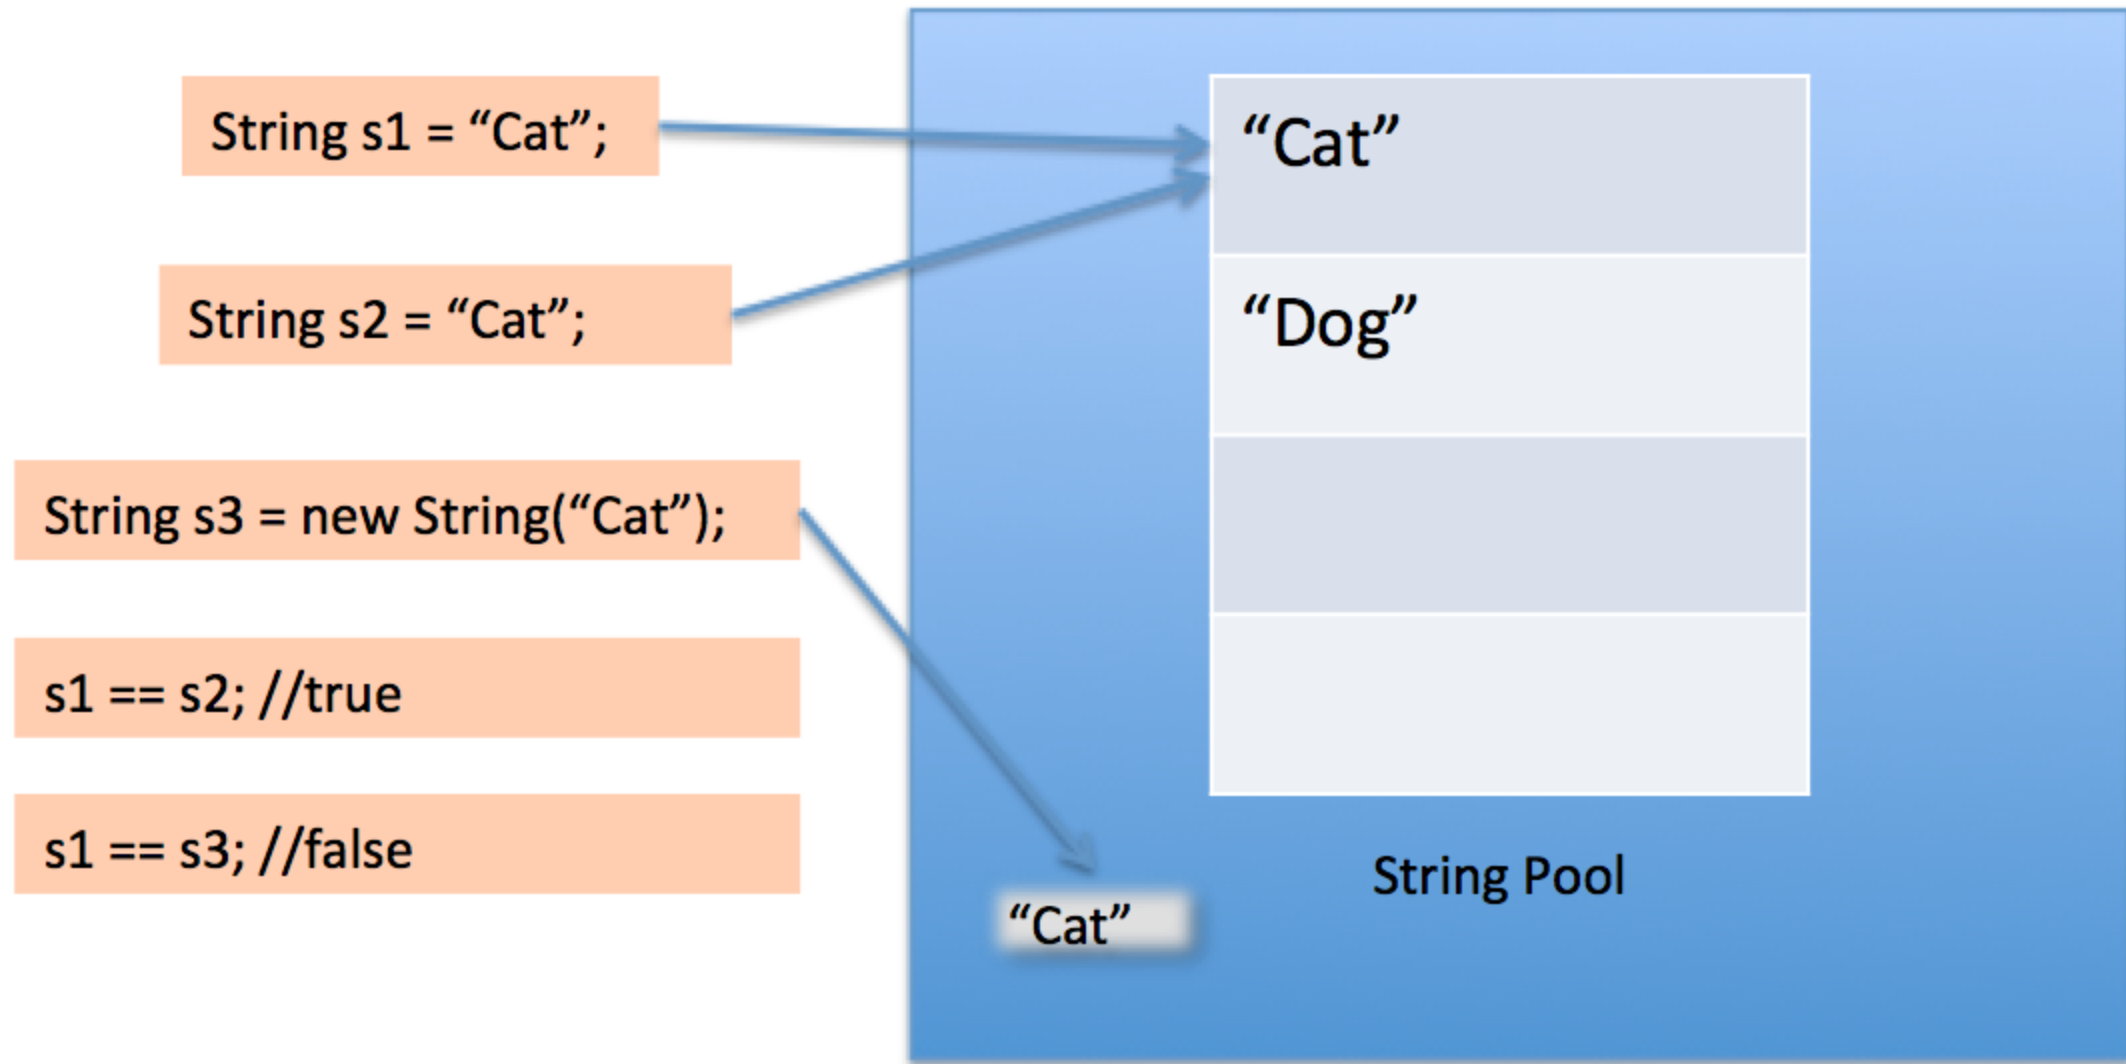 String s1 = “Cat”;
String s2 = “Cat”;
String s3 = new String(“Cat”);
s1 == s2; //true
s1 == s3; //false
“Cat”
“Dog”
String Pool
“Cat”